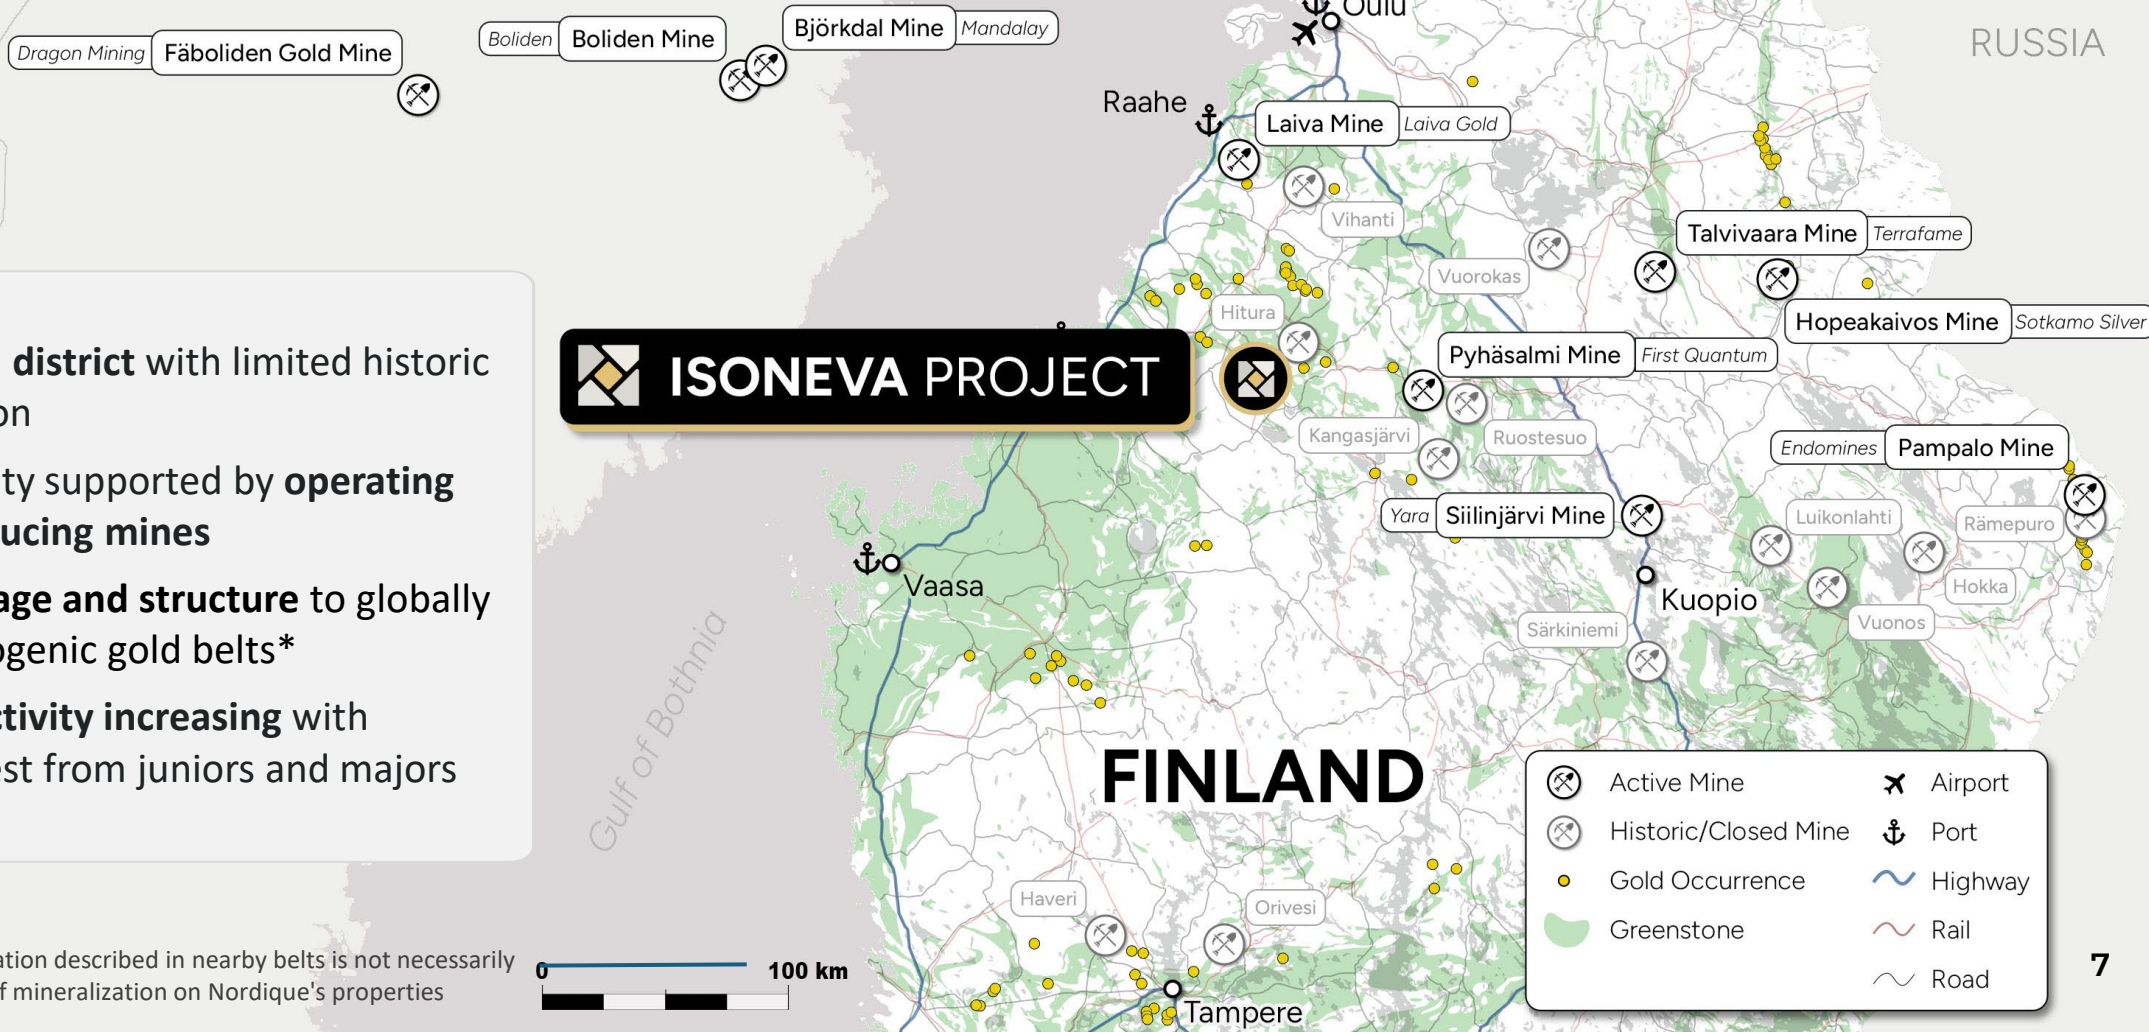 Oulu
RUSSIA
Dragon Mining Fäboliden Gold Mine
Boliden Boliden Mine
Björkdal Mine Mandalay
Raahe
Laiva Mine Laiva Gold
Vihanti
Talvivaara Mine Terrafame
Vuorokas
Hitura
Hopeakaivos Mine Sotkamo Silver
ISONEVA PROJECT
Pyhäsalmi Mine First Quantum
Kangasjärvi
Ruostesuo
Endomines Pampalo Mine
Yara Siilinjärvi Mine
Luikonlahti
Rämepuro
Vaasa
Kuopio
Hokka
Vuonos
Särkiniemi
Gulf of Bothnia
FINLAND
Haveri
Orivesi
Tampere
district with limited historic
on
ty supported by operating
ucing mines
age and structure to globally
ogenic gold belts*
ctivity increasing with
est from juniors and majors
Active Mine
Historic/Closed Mine
Gold Occurrence
Greenstone
Airport
Port
Highway
Rail
Road
ation described in nearby belts is not necessarily
f mineralization on Nordique's properties
0 100 km
7